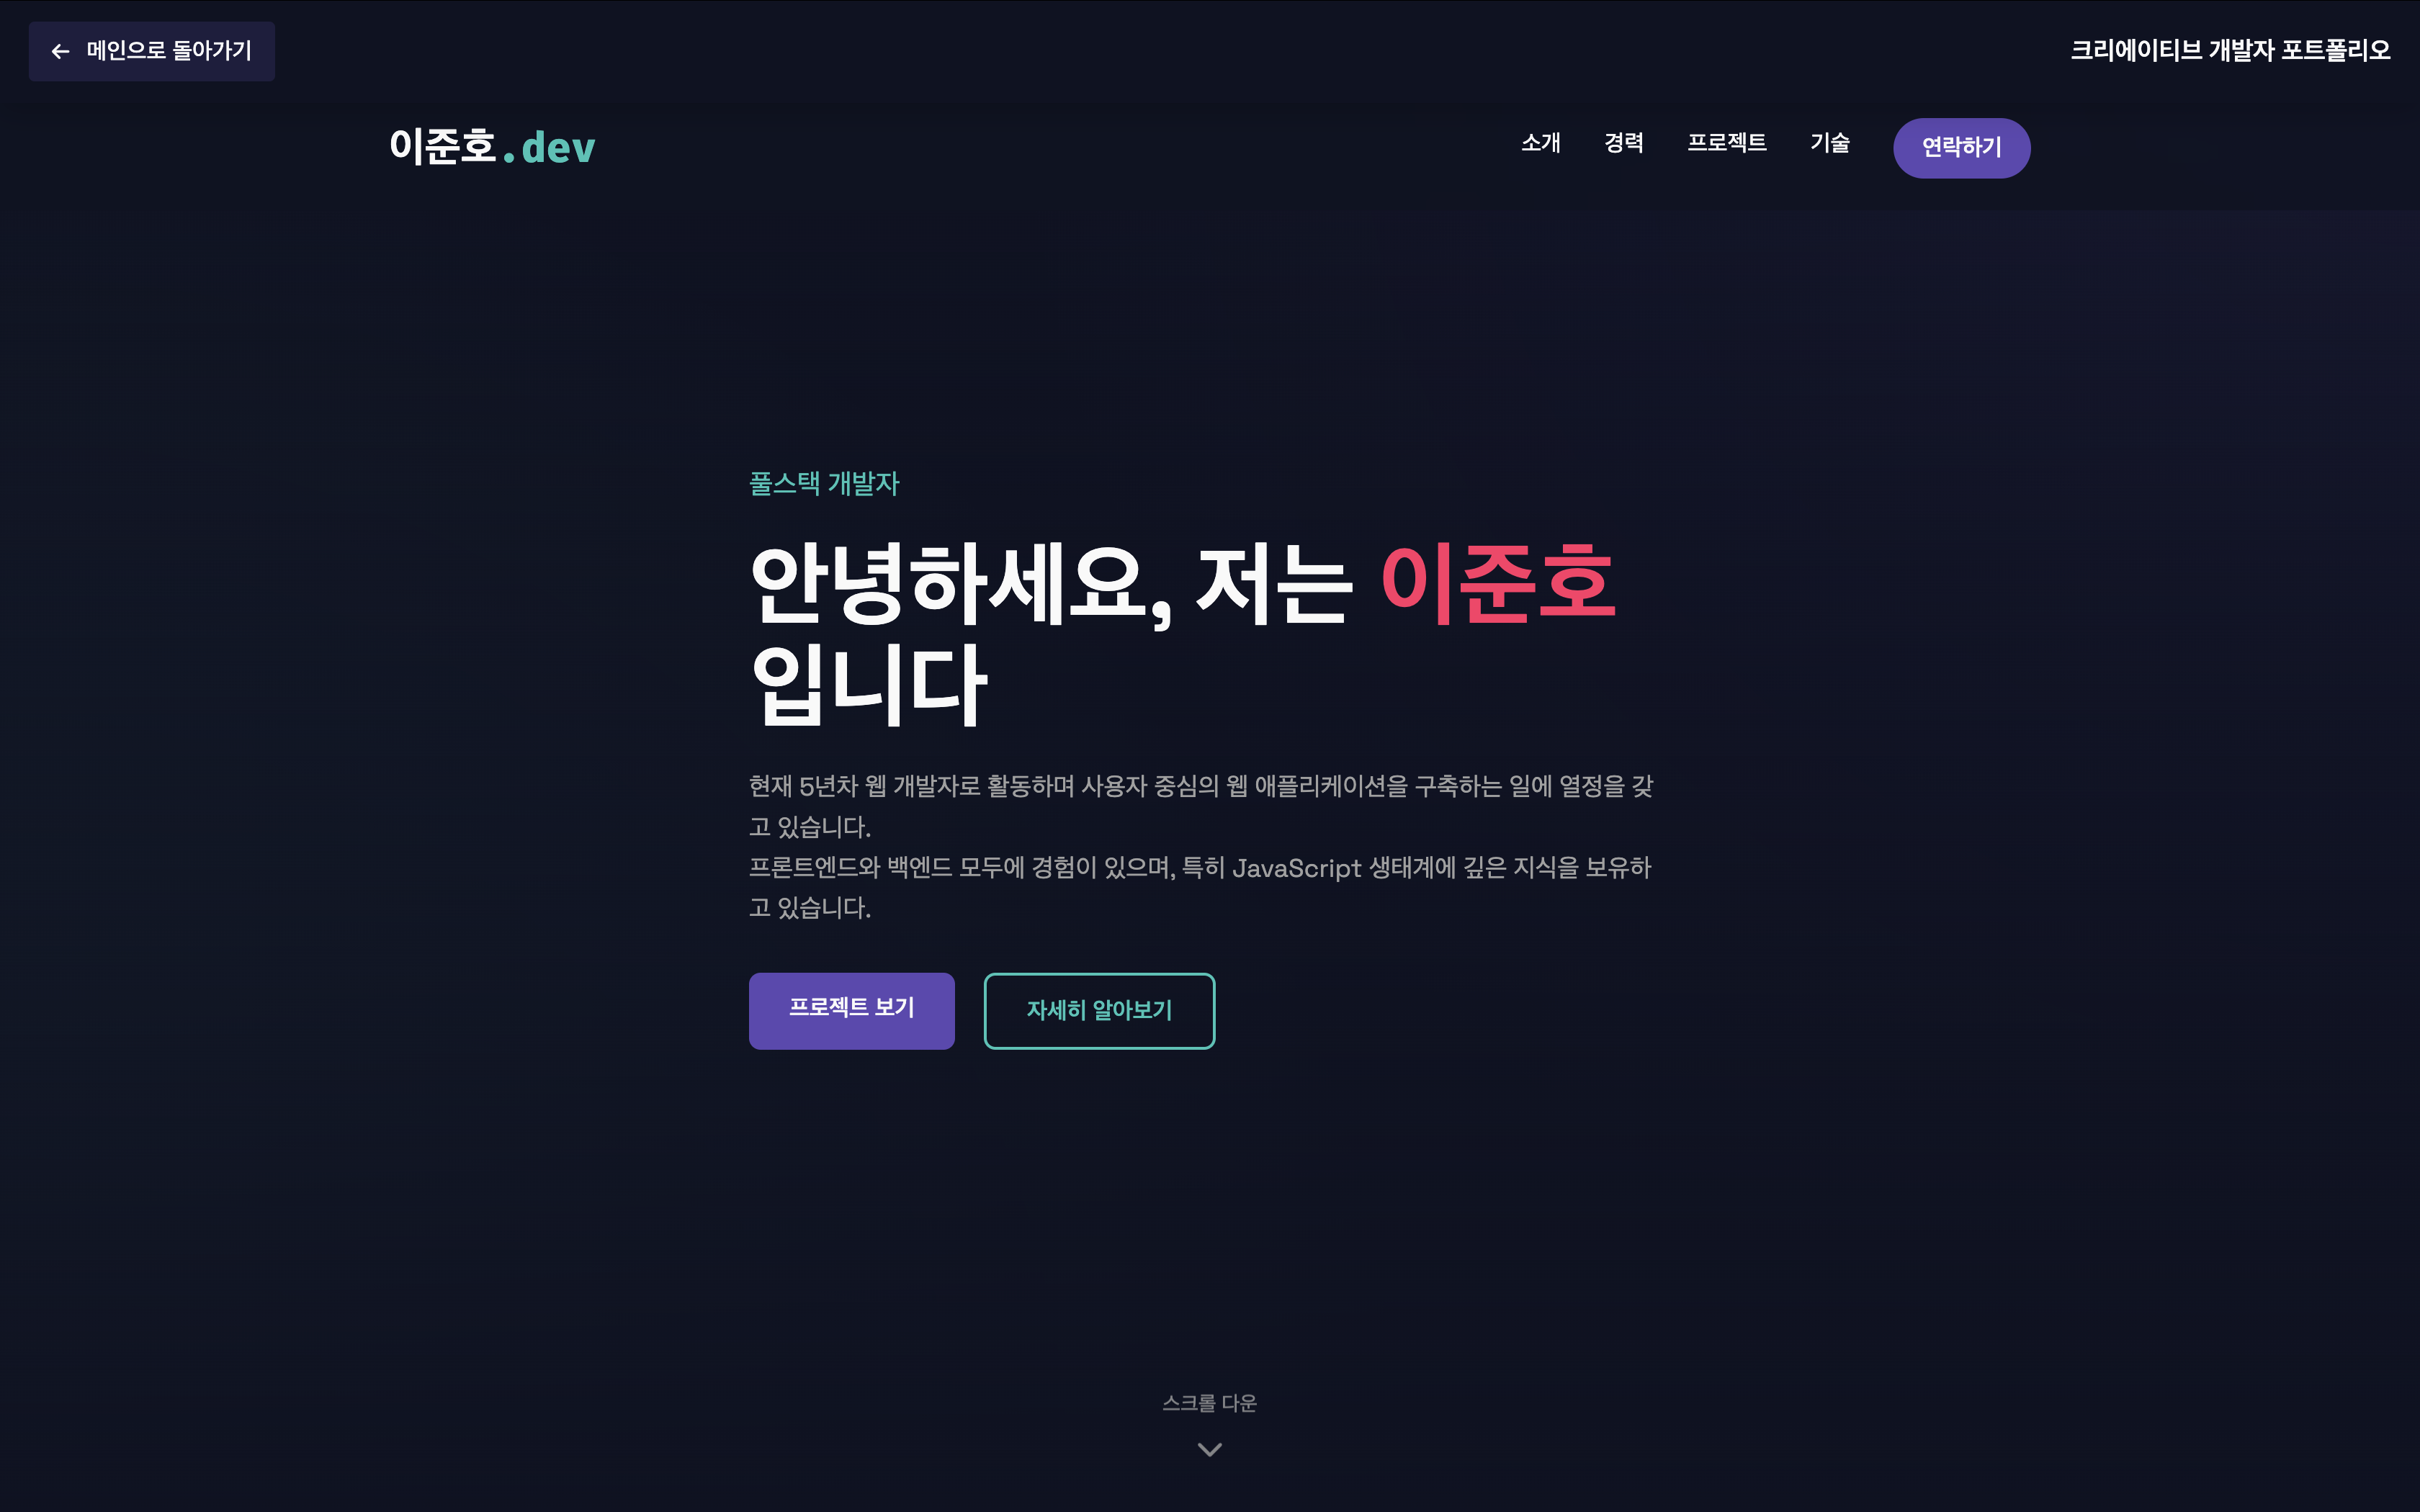 메인으로 돌아가기
크리에이티브 개발자 포트폴리오
이준호.dev
소개
경력
프로젝트
기술
연락하기
풀스택 개발자
안녕하세요, 저는 이준호
입니다
현재 5년차 웹 개발자로 활동하며 사용자 중심의 웹 애플리케이션을 구축하는 일에 열정을 갖
고 있습니다.
프론트엔드와 백엔드 모두에 경험이 있으며, 특히 JavaScript 생태계에 깊은 지식을 보유하
고 있습니다.
프로젝트 보기
자세히 알아보기
스크롤 다운